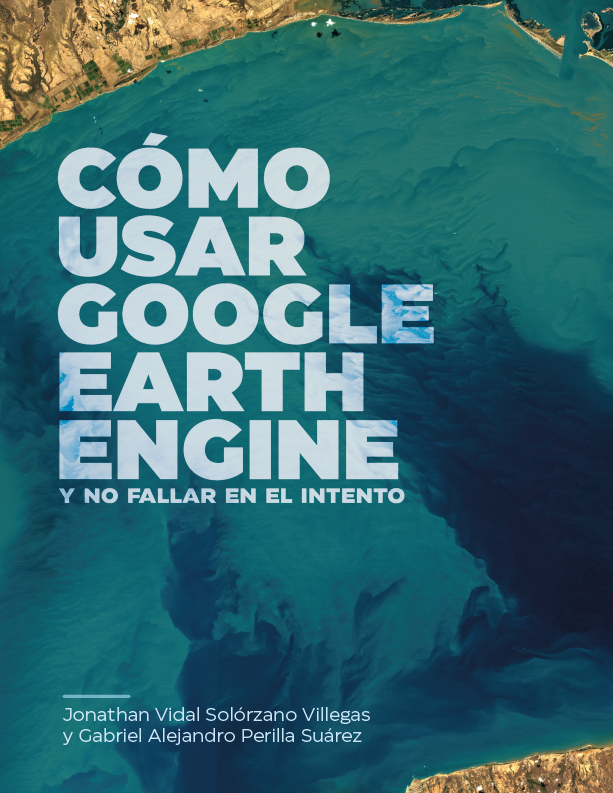 CÓMO
USAR
GOOGLE
EARTH
ENGINE
Y NO FALLAR EN EL INTENTO
Jonathan Vidal Solórzano Villegas
y Gabriel Alejandro Perilla Suárez